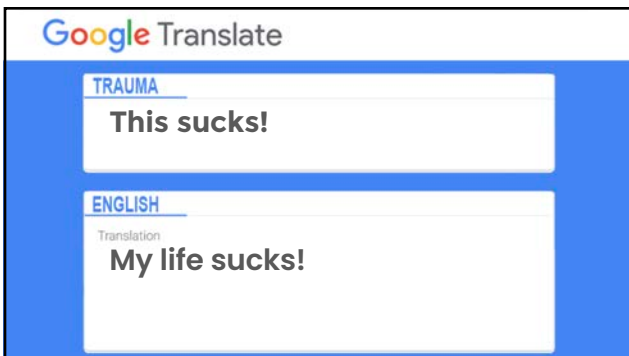 Google Translate
TRAUMA
This sucks!
ENGLISH
Translation
My life sucks!